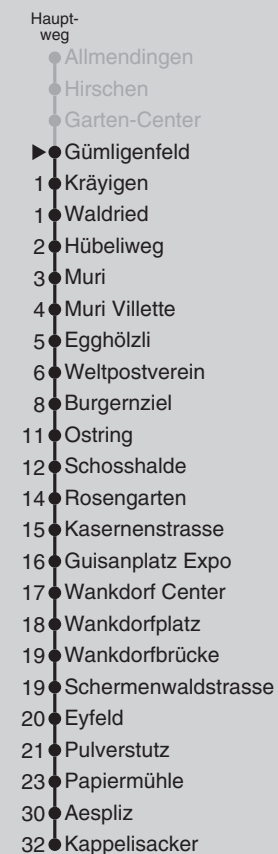 Haupt-
weg
Allmendingen
Hirschen
Garten-Center
Gümligenfeld
1 Kräyigen
1 Waldried
2 Hübeliweg
3 Muri
4 Muri Villette
5 Egghölzli
6 Weltpostverein
8 Burgernziel
11 Ostring
12 Schosshalde
14 Rosengarten
15 Kasernenstrasse
16 Guisanplatz Expo
17 Wankdorf Center
18 Wankdorfplatz
19 Wankdorfbrücke
19 Schermenwaldstrasse
20 Eyfeld
21 Pulverstutz
23 Papiermühle
30 Aespliz
32 Kappelisacker